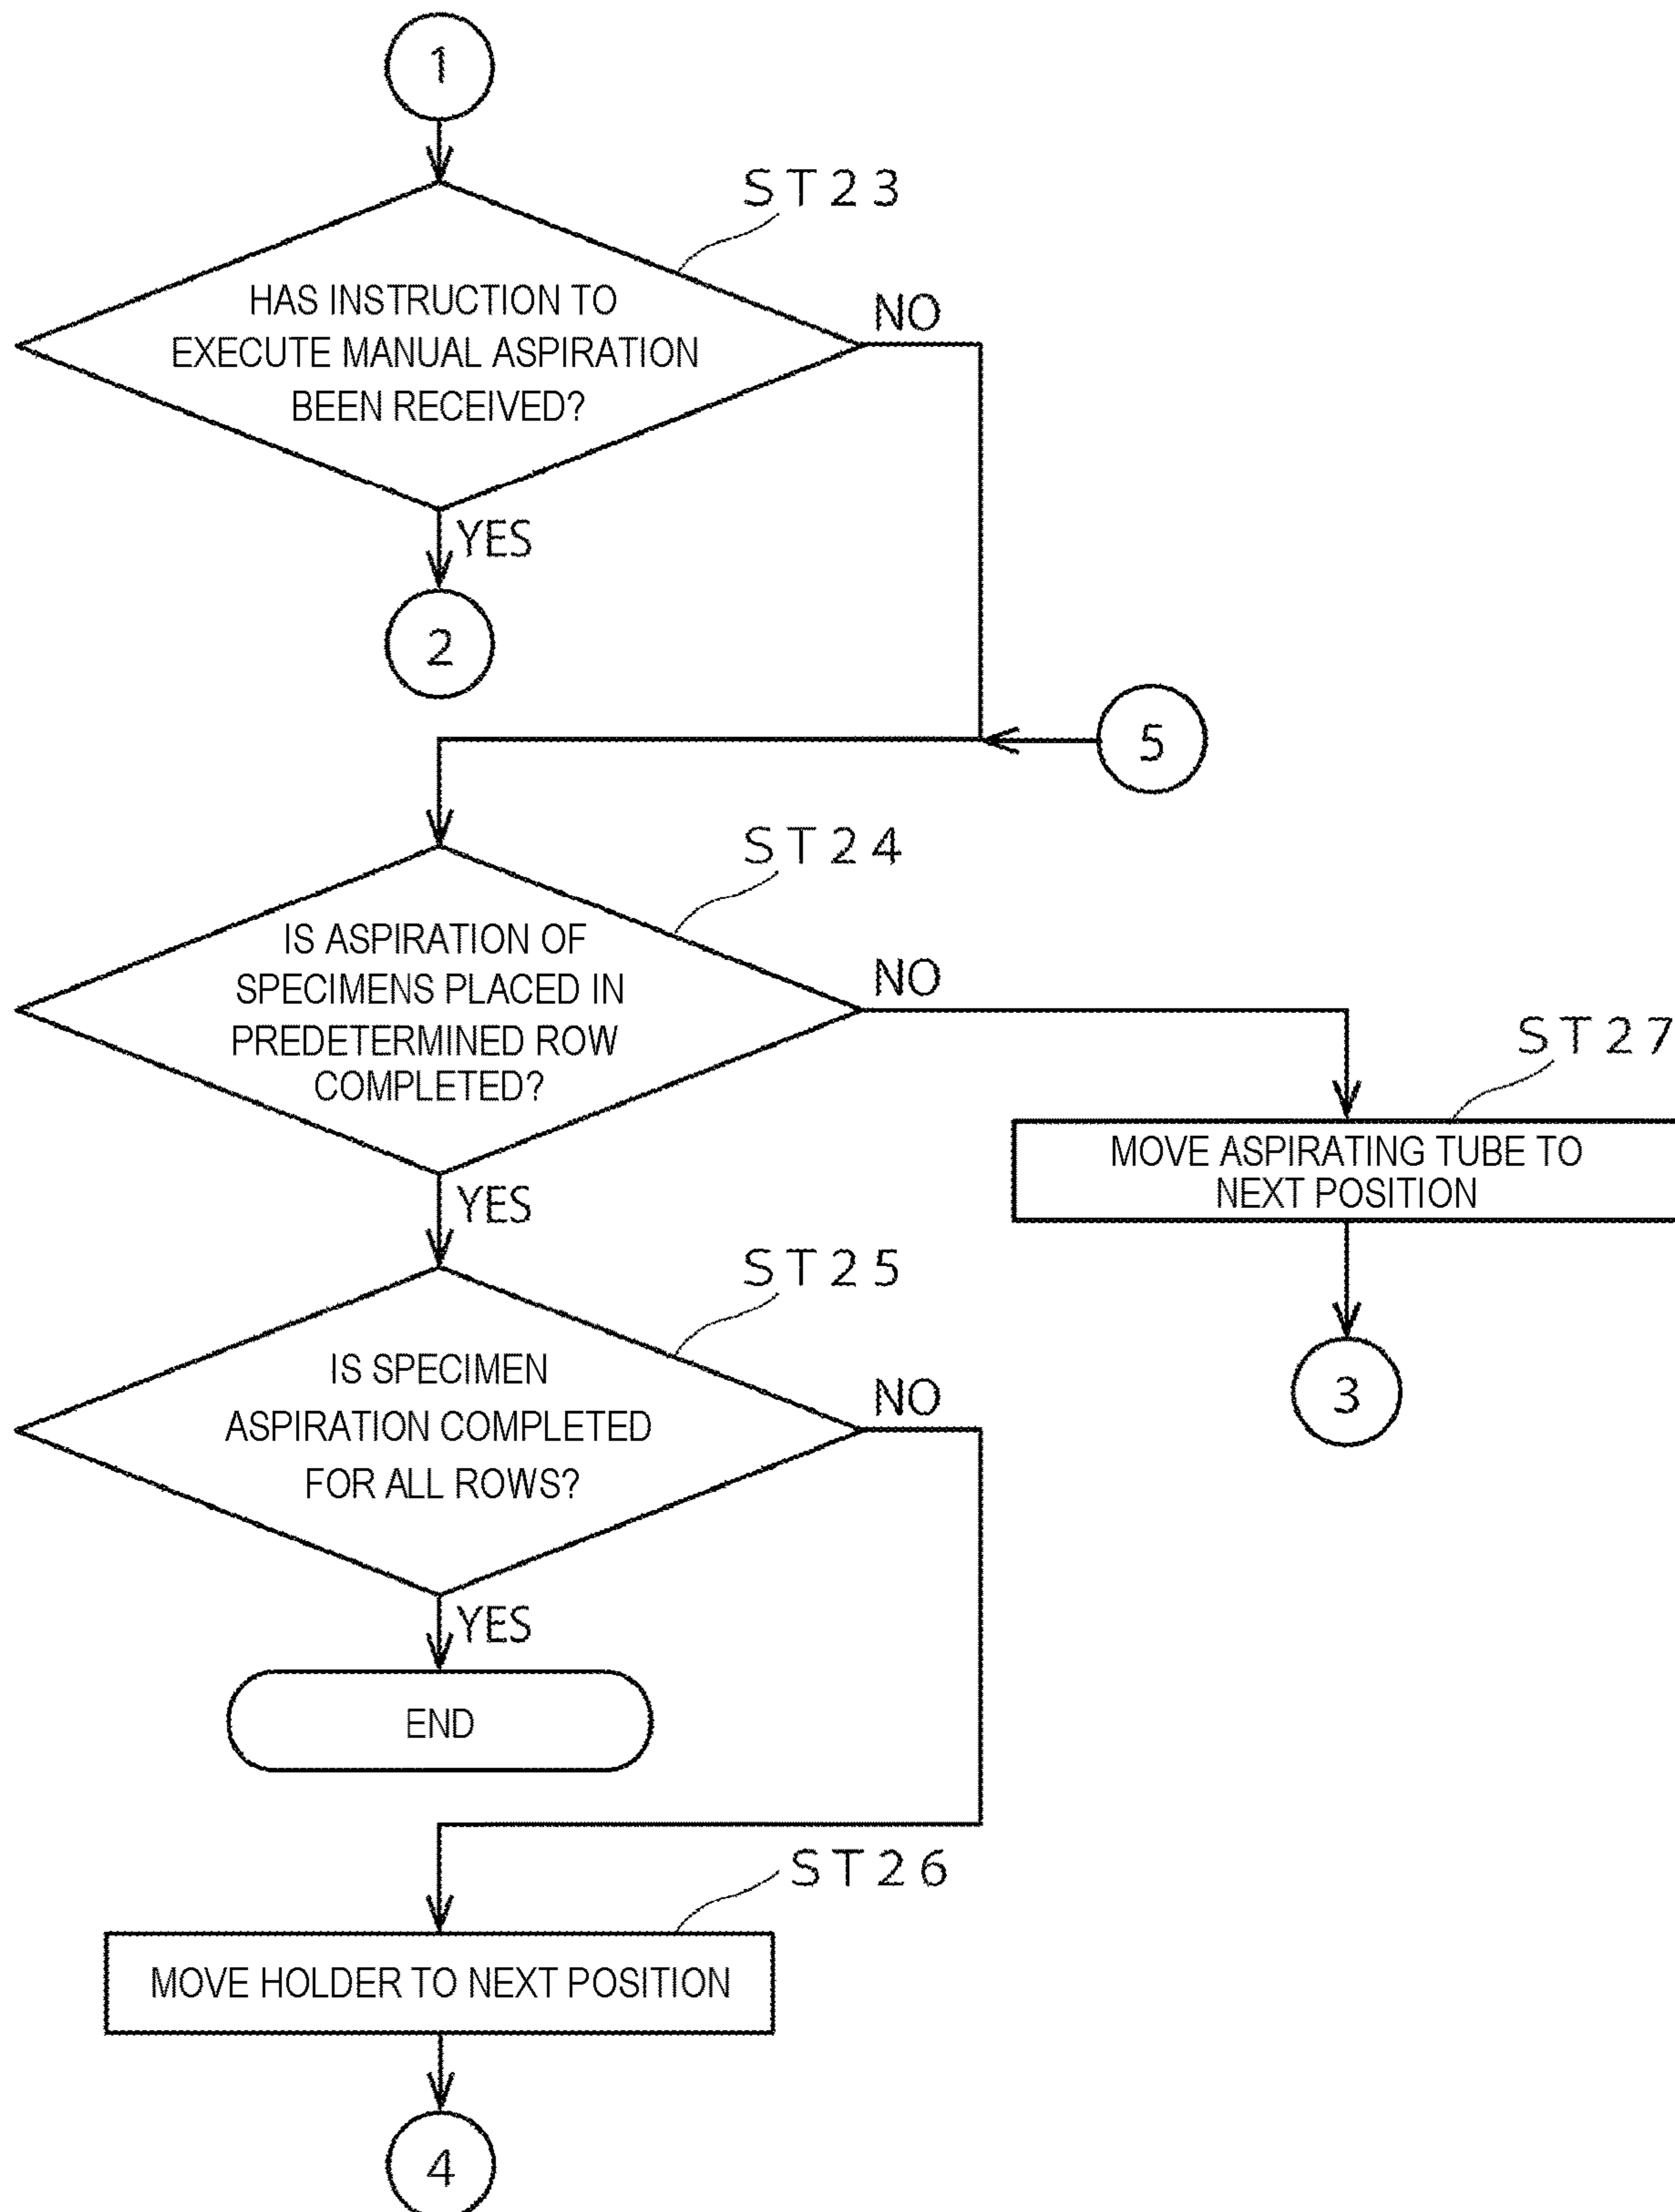 1
ST23
HAS INSTRUCTION TO
EXECUTE MANUAL ASPIRATION
BEEN RECEIVED?
NO
YES
2
5
ST24
IS ASPIRATION OF
SPECIMENS PLACED IN
PREDETERMINED ROW
COMPLETED?
NO
YES
ST27
MOVE ASPIRATING TUBE TO
NEXT POSITION
3
ST25
IS SPECIMEN
ASPIRATION COMPLETED
FOR ALL ROWS?
NO
YES
END
ST26
MOVE HOLDER TO NEXT POSITION
4